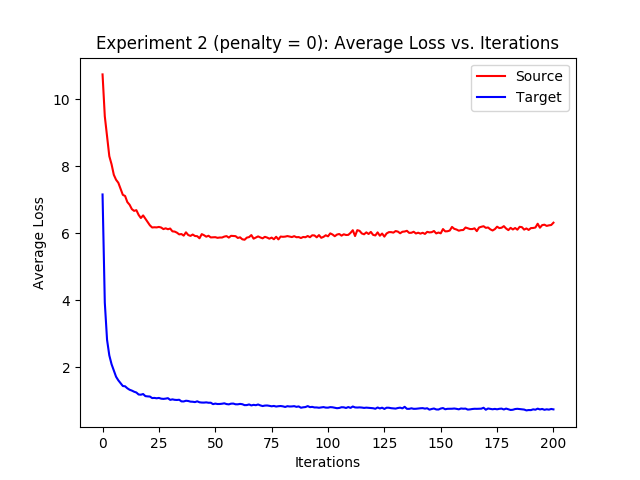 Experiment 2 (penalty = 0): Average Loss vs. Iterations
Source
Target
Average Loss
10
8
6
4
2
0
25
50
75
100
125
150
175
200
Iterations